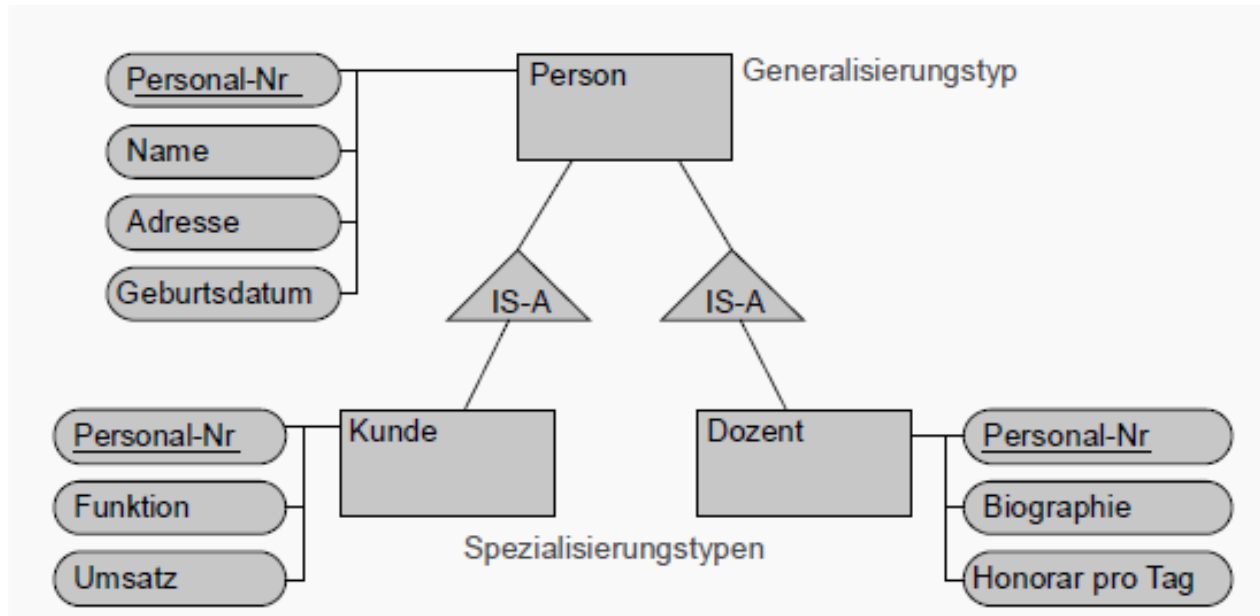 Personal-Nr
Person
Generalisierungstyp
Name
Adresse
Geburtsdatum
IS-A
IS-A
Personal-Nr
Kunde
Dozent
Personal-Nr
Funktion
Biographie
Spezialisierungstypen
Umsatz
Honorar pro Tag